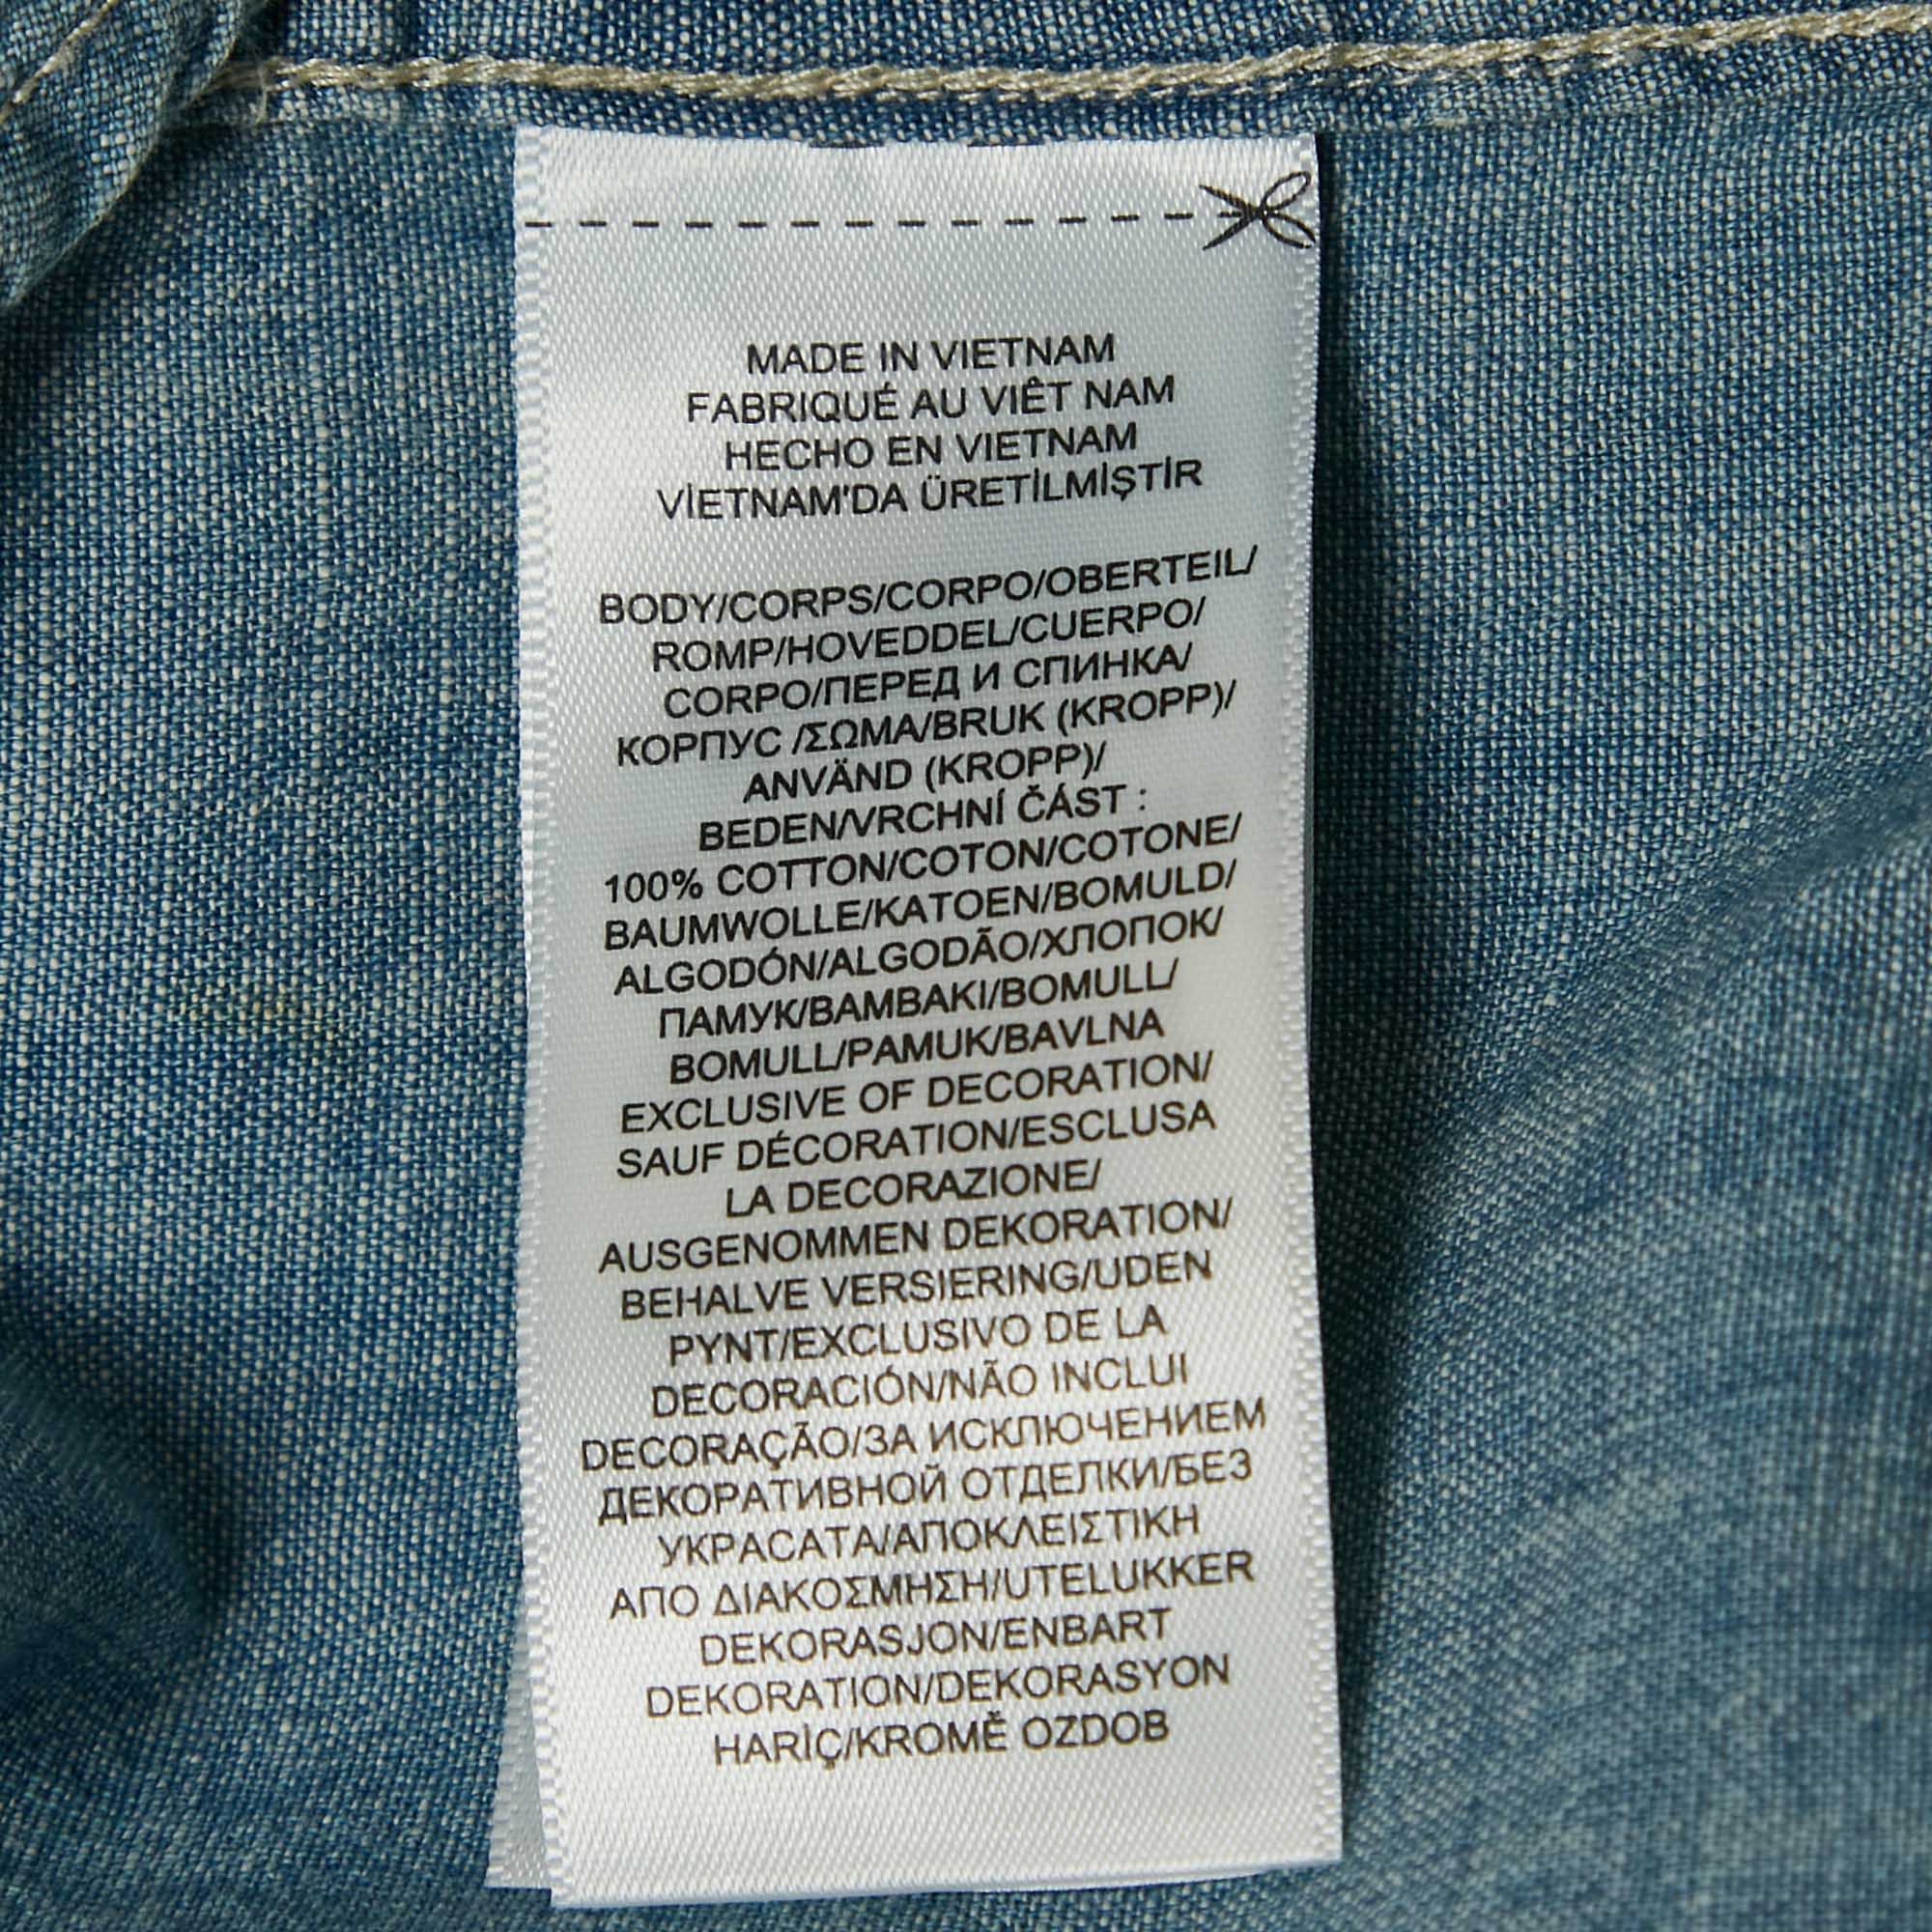 MADE IN VIETNAM
FABRIQUÉ AU VIÊT NAM
HECHO EN VIETNAM
VİETNAM'DA ÜRETİLMİŞTİR
BODY/CORPS/CORPO/OBERTEIL/
ROMP/HOVEDDEL/CUERPO/
CORPO/ПЕРЕД И СПИНКА/
КОРПУС /ΣΩΜΑ/BRUK (KROPP)/
ANVÄND (KROPP)/
BEDEN/VRCHNÍ ČÁST :
100% COTTON/COTON/COTONE/
BAUMWOLLE/KATOEN/BOMULD/
ALGODÓN/ALGODÃO/ХЛОПОК/
ПАМУК/ΒΑΜΒΑΚΙ/BOMULL/
BOMULL/PAMUK/BAVLNA
EXCLUSIVE OF DECORATION/
SAUF DÉCORATION/ESCLUSA
LA DECORAZIONE/
AUSGENOMMEN DEKORATION/
BEHALVE VERSIERING/UDEN
PYNT/EXCLUSIVO DE LA
DECORACIÓN/NÃO INCLUI
DECORAÇÃO/ЗА ИСКЛЮЧЕНИЕМ
ДЕКОРАТИВНОЙ ОТДЕЛКИ/БЕЗ
УКРАСАТА/ΑΠΟΚΛΕΙΣΤΙΚΗ
ΑΠΟ ΔΙΑΚΟΣΜΗΣΗ/UTELUKKER
DEKORASJON/ENBART
DEKORATION/DEKORASYON
HARİÇ/KROMĚ OZDOB